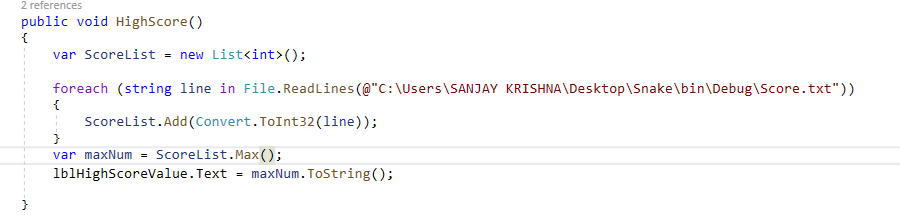 2 references
public void HighScore()
{
    var ScoreList = new List<int>();
    foreach (string line in File.ReadLines(@"C:\Users\SANJAY KRISHNA\Desktop\Snake\bin\Debug\Score.txt"))
    {
        ScoreList.Add(Convert.ToInt32(line));
    }
    var maxNum = ScoreList.Max();
    lblHighScoreValue.Text = maxNum.ToString();
}